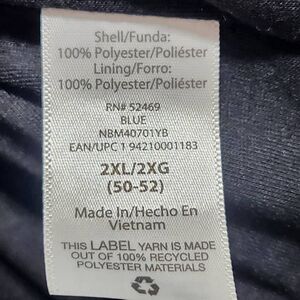 Shell/Funda:
100% Polyester/Poliéster
Lining/Forro:
100% Polyester/Poliéster
RN# 52469
BLUE
NBM40701YB
EAN/UPC 1 94210001183
2XL/2XG
(50-52)
Made In/Hecho En
Vietnam
THIS LABEL YARN IS MADE
OUT OF 100% RECYCLED
POLYESTER MATERIALS